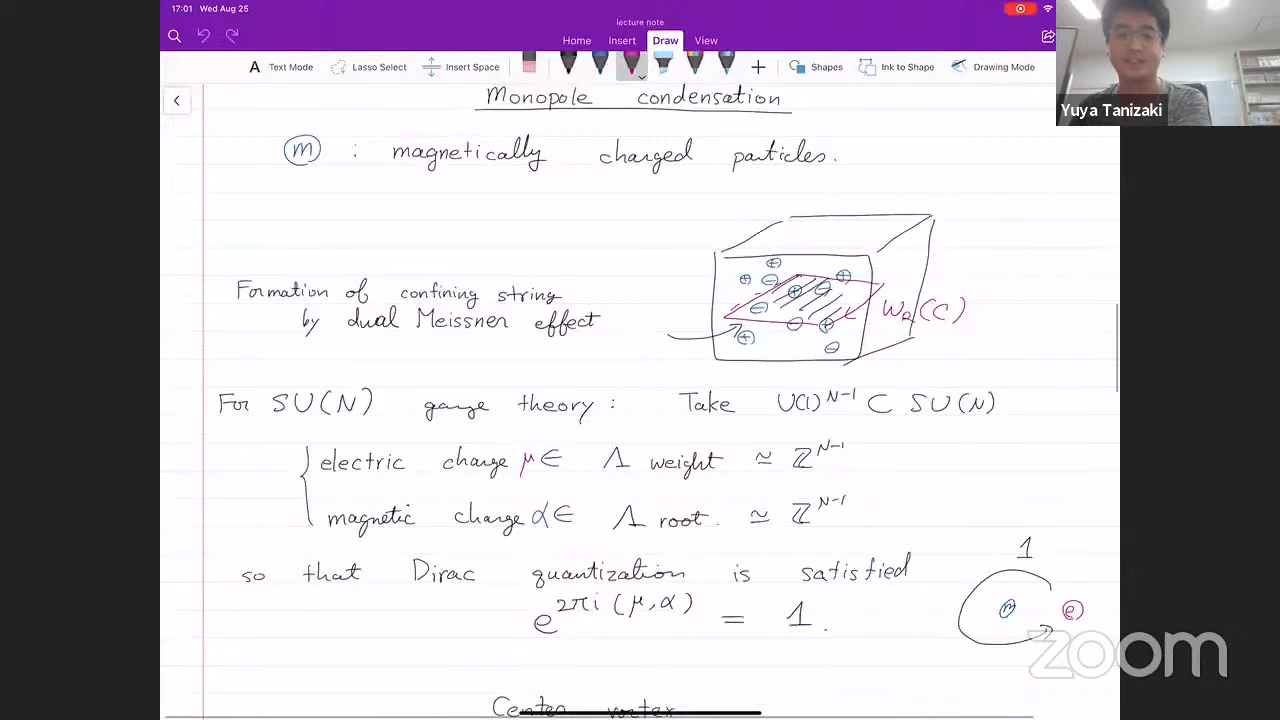 17:01 Wed Aug 25
lecture note
Home Insert Draw View
Text Mode Lasso Select Insert Space Shapes Ink to Shape Drawing Mode
Yuya Tanizaki
Monopole condensation
m : magnetically charged particles.
Formation of confining string
by dual Meissner effect
W_R(C)
For SU(N) gauge theory : Take U(1)^{N-1} ⊂ SU(N)
electric charge μ ∈ Λ weight ≃ ℤ^{N-1}
magnetic charge α ∈ Λ root. ≃ ℤ^{N-1}
so that Dirac quantization is satisfied
e^{2πi (μ,α)} = 1.
1
m e
zoom
Center vortex